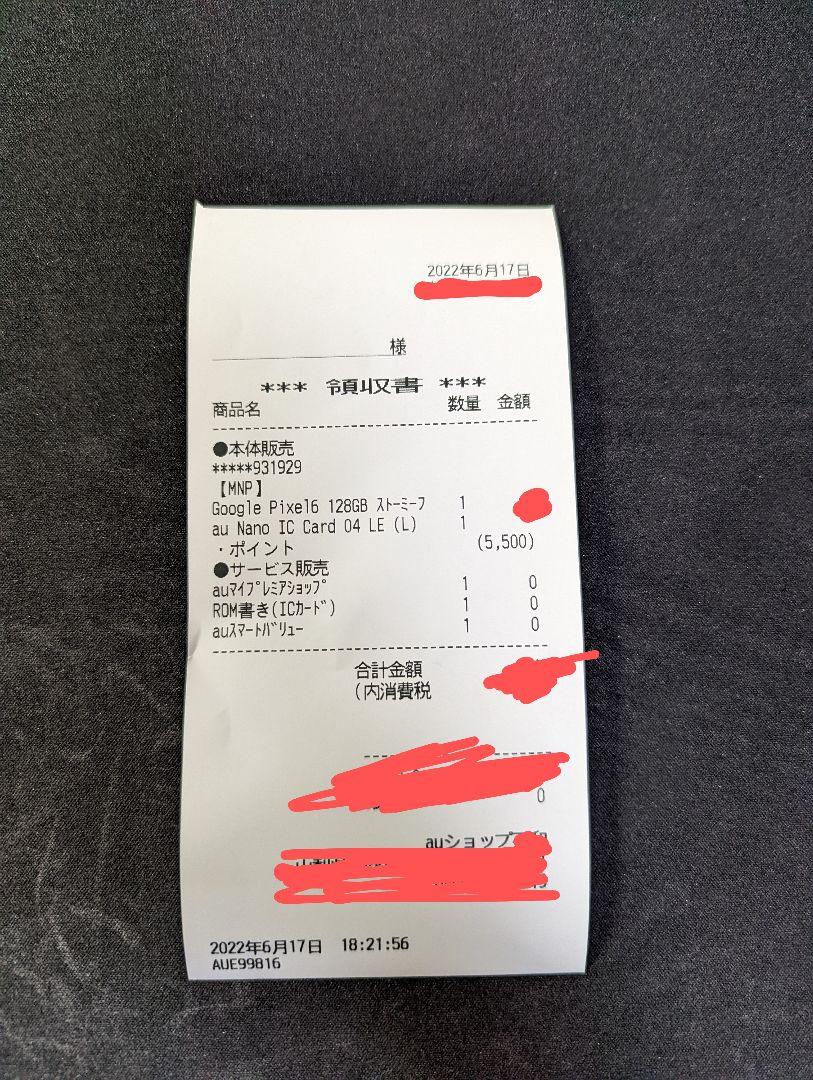 2022年6月17日
様
*** 領収書 ***
商品名 数量 金額
●本体販売
*****931929
【MNP】
Google Pixel6 128GB ｽﾄｰﾐｰﾌ 1
au Nano IC Card 04 LE (L) 1
・ポイント (5,500)
●サービス販売
auﾏｲﾌﾟﾚﾐｱｼｮｯﾌﾟ 1 0
ROM書き(ICｶｰﾄﾞ) 1 0
auｽﾏｰﾄﾊﾞﾘｭｰ 1 0
合計金額
(内消費税
0
auショップ
2022年6月17日 18:21:56
AUE99816